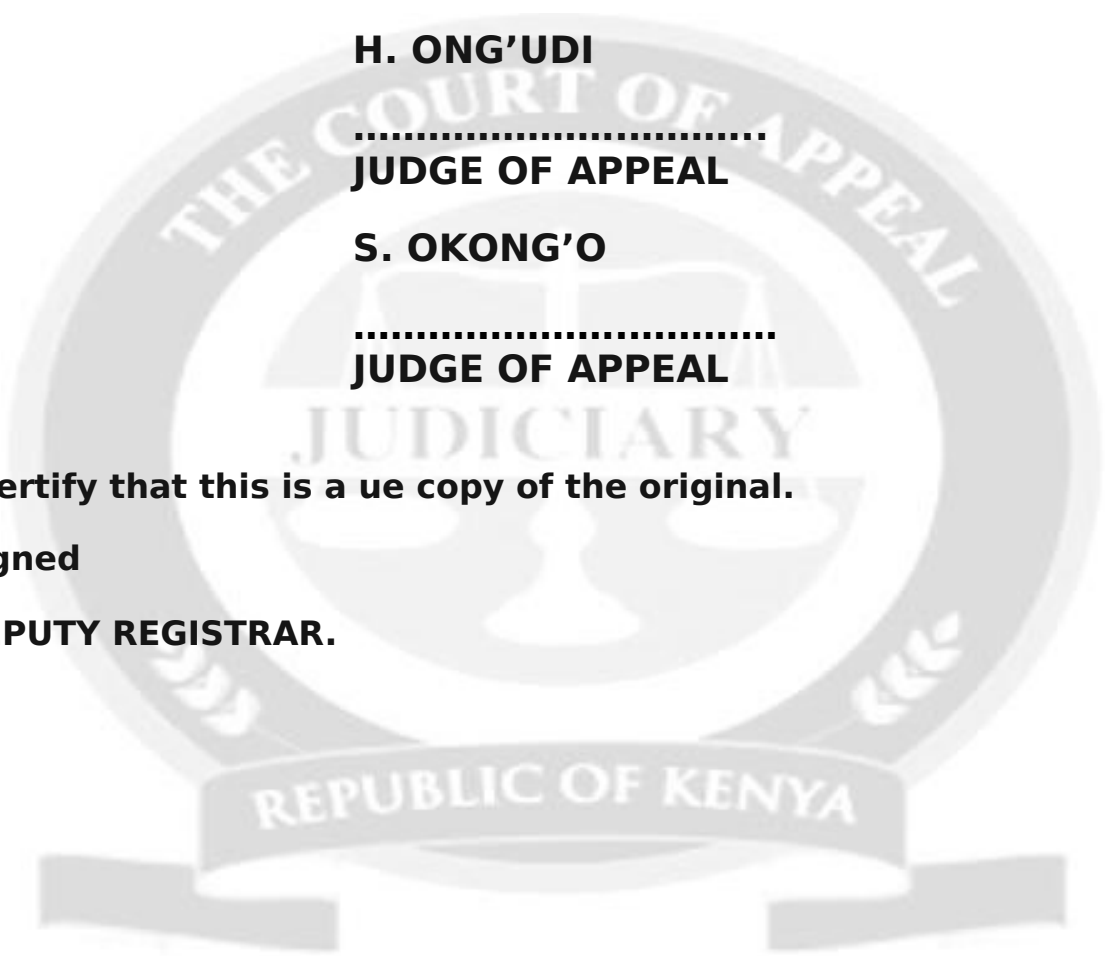 H. ONG’UDI
……………………………..
JUDGE OF APPEAL
S. OKONG’O
……………………………..
JUDGE OF APPEAL
ertify that this is a ue copy of the original.
gned
PUTY REGISTRAR.
THE COURT OF APPEAL
JUDICIARY
REPUBLIC OF KENYA